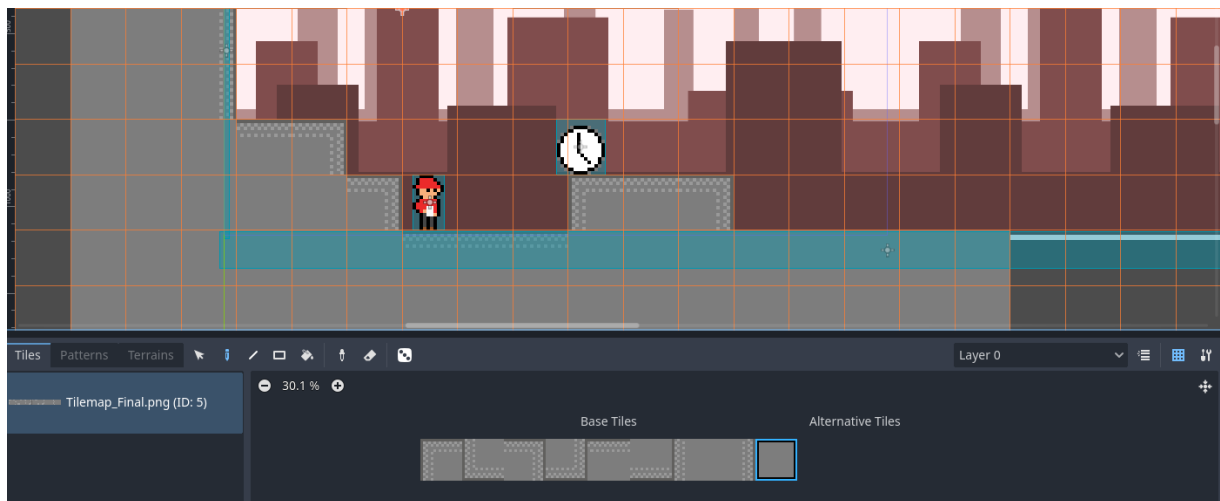 Tiles Patterns Terrains Layer 0
30.1 %
Tilemap_Final.png (ID: 5)
Base Tiles Alternative Tiles